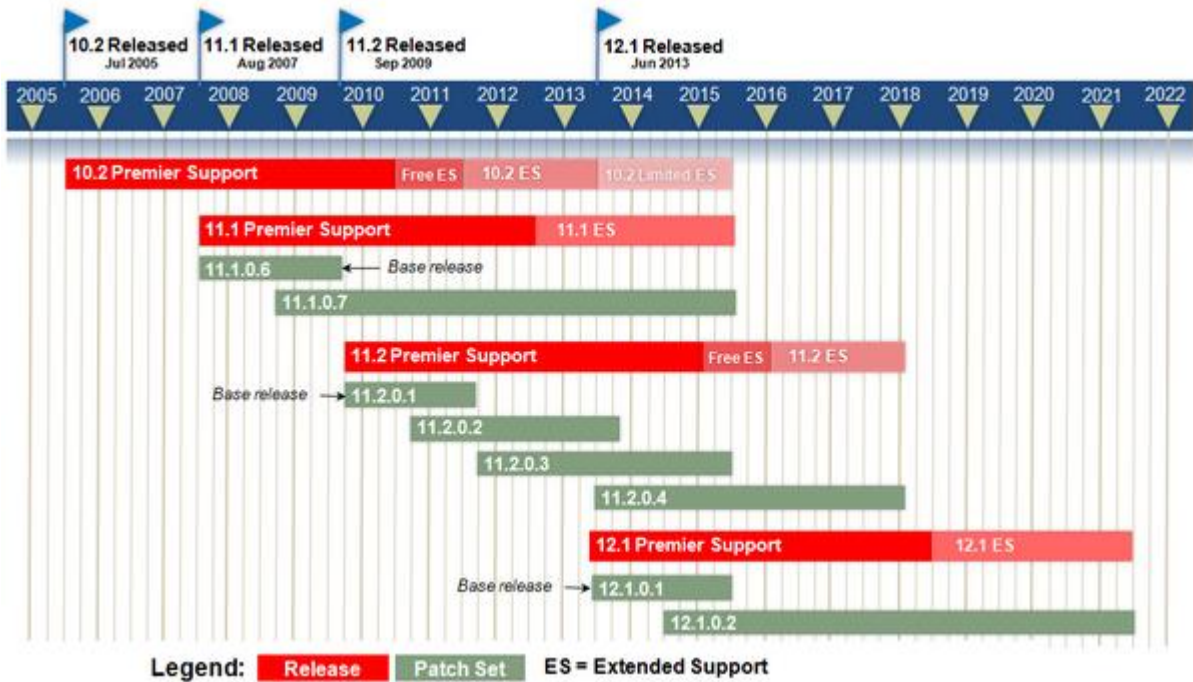 10.2 Released
Jul 2005
11.1 Released
Aug 2007
11.2 Released
Sep 2009
12.1 Released
Jun 2013
2005 2006 2007 2008 2009 2010 2011 2012 2013 2014 2015 2016 2017 2018 2019 2020 2021 2022
10.2 Premier Support Free ES 10.2 ES 10.2 Limited ES
11.1 Premier Support 11.1 ES
11.1.0.6 Base release
11.1.0.7
11.2 Premier Support Free ES 11.2 ES
Base release 11.2.0.1
11.2.0.2
11.2.0.3
11.2.0.4
12.1 Premier Support 12.1 ES
Base release 12.1.0.1
12.1.0.2
Legend: Release Patch Set ES = Extended Support